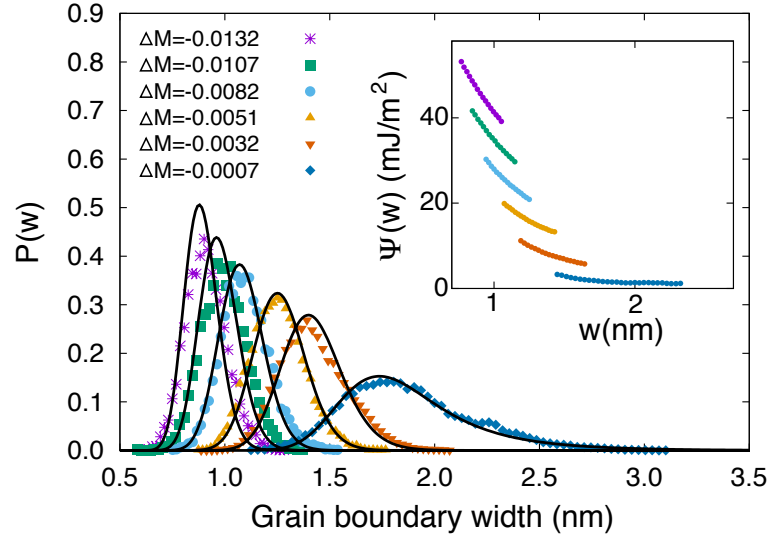 0.9
0.8
0.7
0.6
0.5
0.4
0.3
0.2
0.1
0.0
P(w)
ΔM=-0.0132
ΔM=-0.0107
ΔM=-0.0082
ΔM=-0.0051
ΔM=-0.0032
ΔM=-0.0007
Ψ(w) (mJ/m²)
40
20
0
1 2
w(nm)
0.5 1.0 1.5 2.0 2.5 3.0 3.5
Grain boundary width (nm)